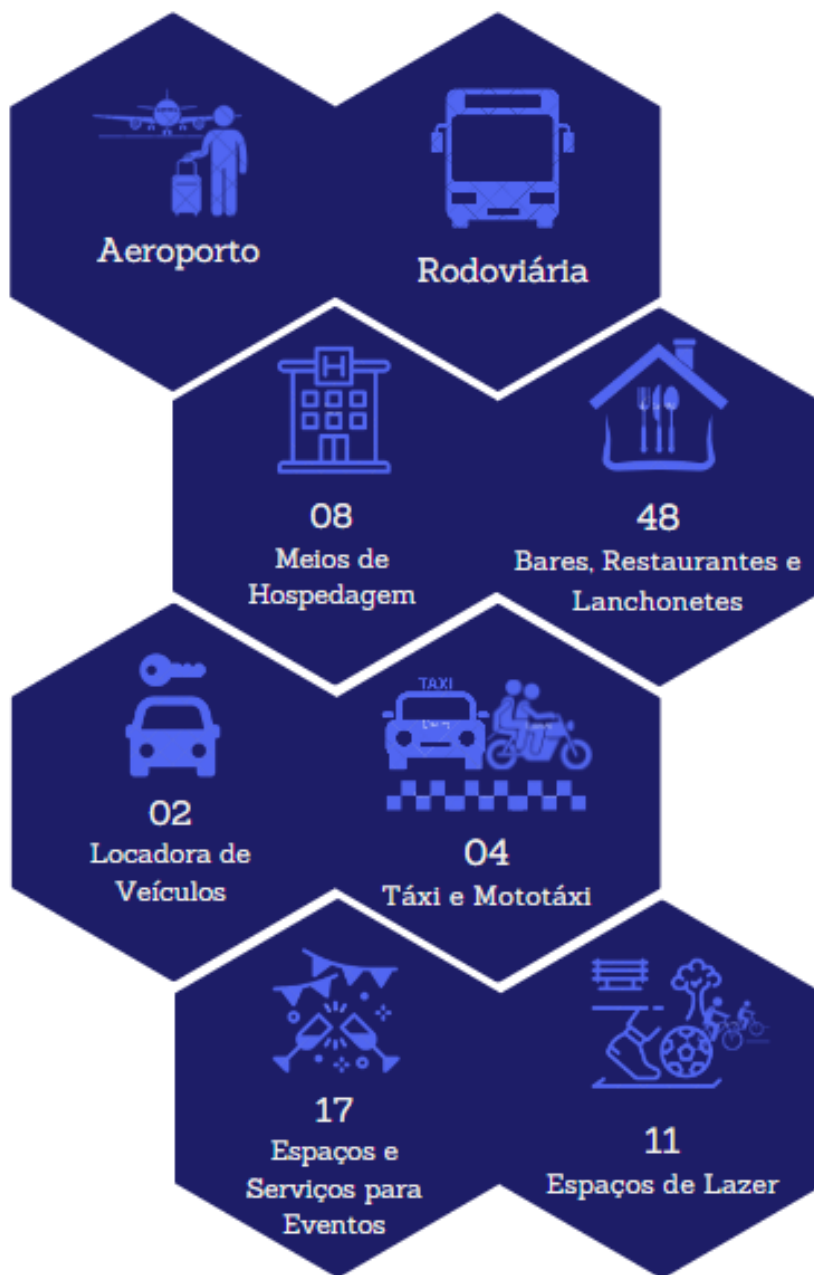 Aeroporto
Rodoviária
H
08
Meios de
Hospedagem
48
Bares, Restaurantes e
Lanchonetes
02
Locadora de
Veículos
TAXI
04
Táxi e Mototáxi
17
Espaços e
Serviços para
Eventos
11
Espaços de Lazer